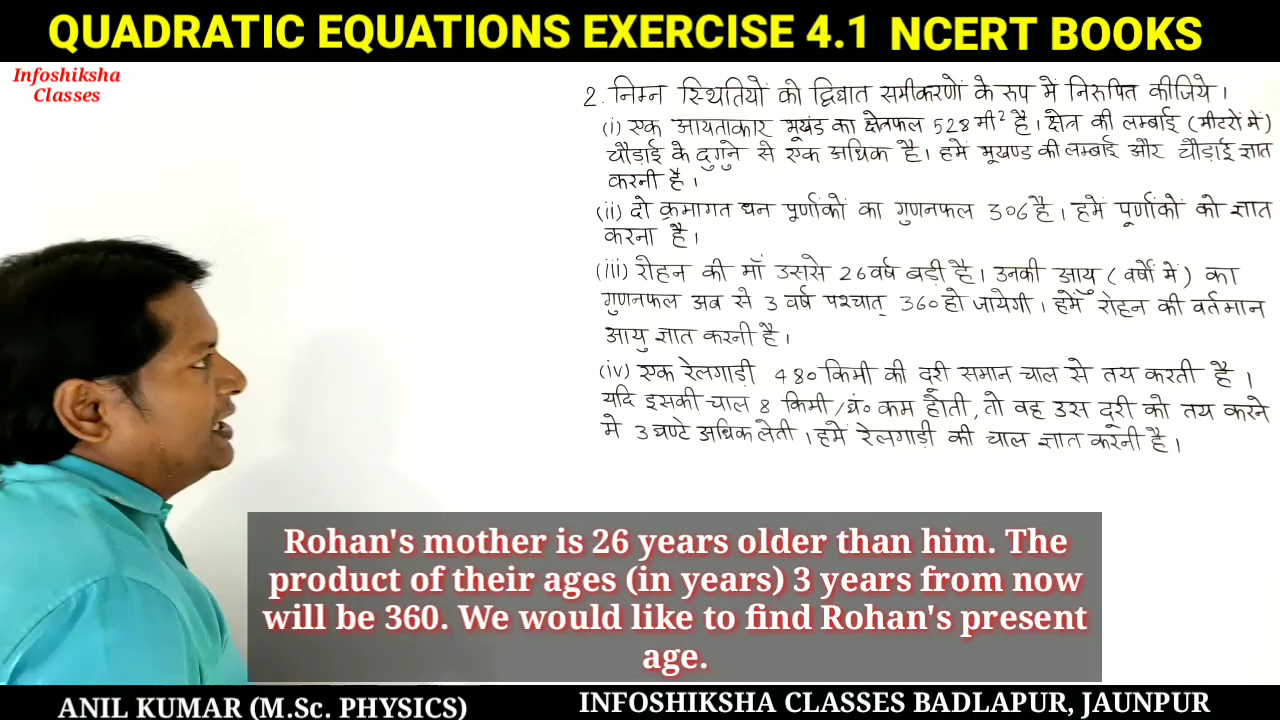 QUADRATIC EQUATIONS EXERCISE 4.1 NCERT BOOKS
Infoshiksha
Classes
2. निम्न स्थितियों को द्विघात समीकरणों के रूप में निरूपित कीजिये।
(i) एक आयताकार भूखंड का क्षेत्रफल 528 मी² है। क्षेत्र की लम्बाई (मीटरों में)
चौड़ाई के दुगुने से एक अधिक है। हमें भूखण्ड की लम्बाई और चौड़ाई ज्ञात
करनी है।
(ii) दो क्रमागत धन पूर्णांकों का गुणनफल 306 है। हमें पूर्णांकों को ज्ञात
करना है।
(iii) रोहन की माँ उससे 26 वर्ष बड़ी है। उनकी आयु (वर्षों में) का
गुणनफल अब से 3 वर्ष पश्चात् 360 हो जायेगी। हमें रोहन की वर्तमान
आयु ज्ञात करनी है।
(iv) एक रेलगाड़ी 480 किमी की दूरी समान चाल से तय करती है।
यदि इसकी चाल 8 किमी/घं० कम होती, तो वह उस दूरी को तय करने
मे 3 घण्टे अधिक लेती। हमें रेलगाड़ी की चाल ज्ञात करनी है।
Rohan's mother is 26 years older than him. The
product of their ages (in years) 3 years from now
will be 360. We would like to find Rohan's present
age.
ANIL KUMAR (M.Sc. PHYSICS)
INFOSHIKSHA CLASSES BADLAPUR, JAUNPUR